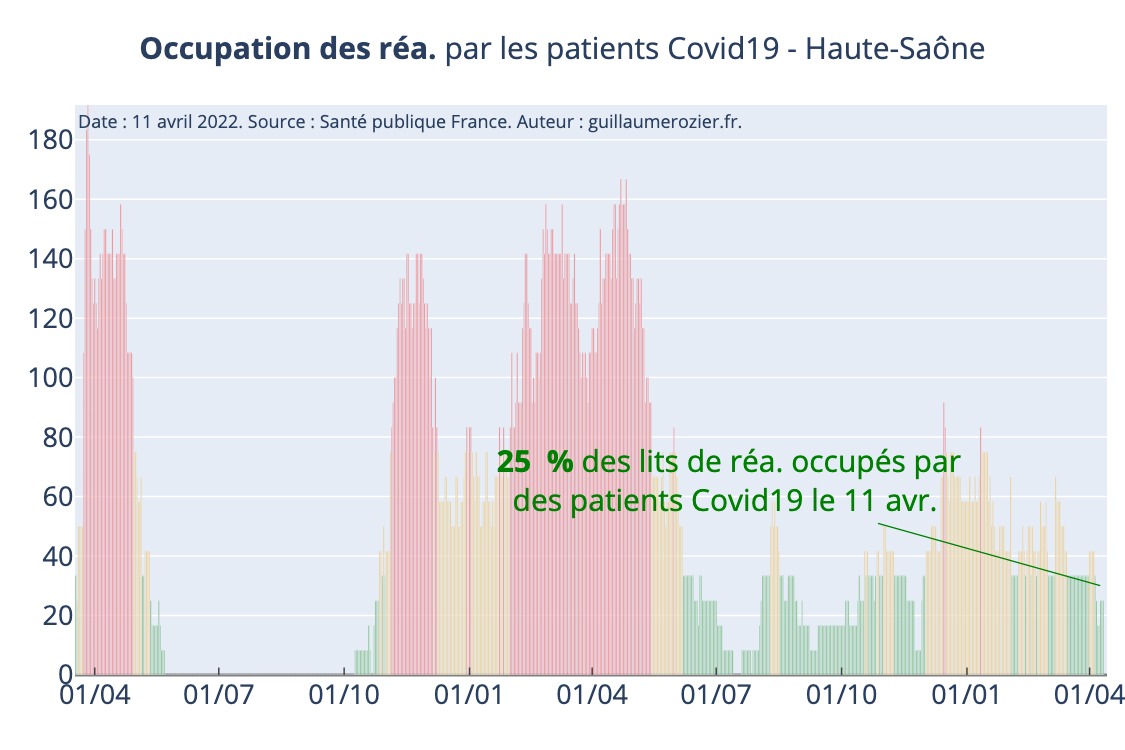 Occupation des réa. par les patients Covid19 - Haute-Saône
Date : 11 avril 2022. Source : Santé publique France. Auteur : guillaumerozier.fr.
180
160
140
120
100
80
60
40
20
0
25 % des lits de réa. occupés par
des patients Covid19 le 11 avr.
01/04 01/07 01/10 01/01 01/04 01/07 01/10 01/01 01/04